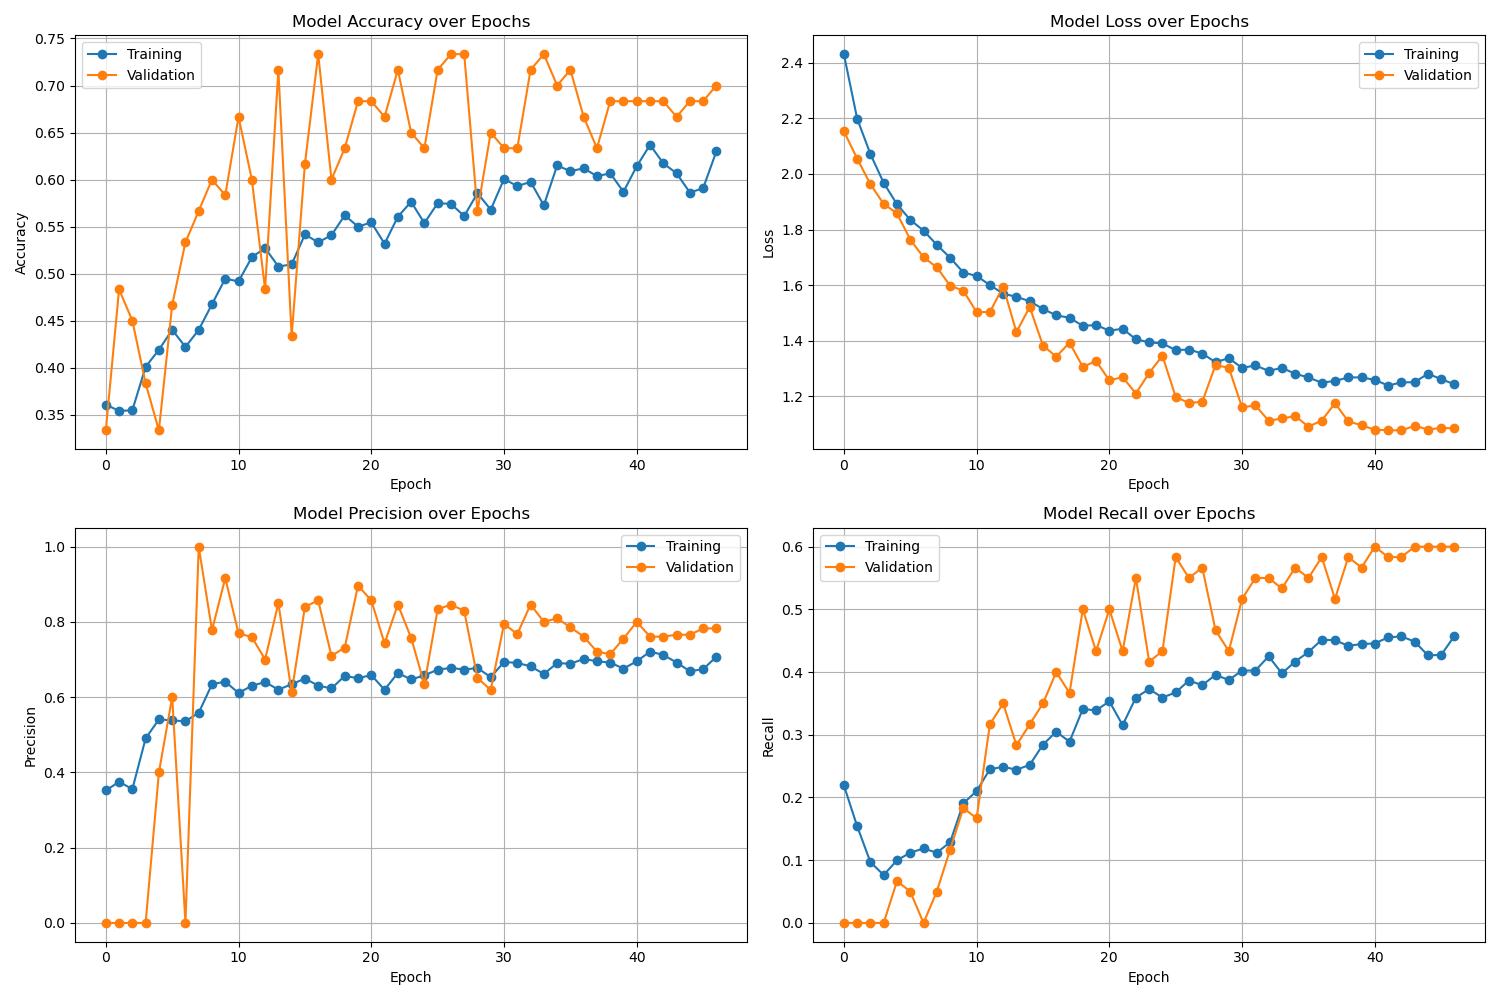 Model Accuracy over Epochs
Training
Validation
0.75
0.70
0.65
0.60
0.55
0.50
0.45
0.40
0.35
Accuracy
0 10 20 30 40
Epoch
Model Loss over Epochs
Training
Validation
2.4
2.2
2.0
1.8
1.6
1.4
1.2
Loss
0 10 20 30 40
Epoch
Model Precision over Epochs
Training
Validation
1.0
0.8
0.6
0.4
0.2
0.0
Precision
0 10 20 30 40
Epoch
Model Recall over Epochs
Training
Validation
0.6
0.5
0.4
0.3
0.2
0.1
0.0
Recall
0 10 20 30 40
Epoch